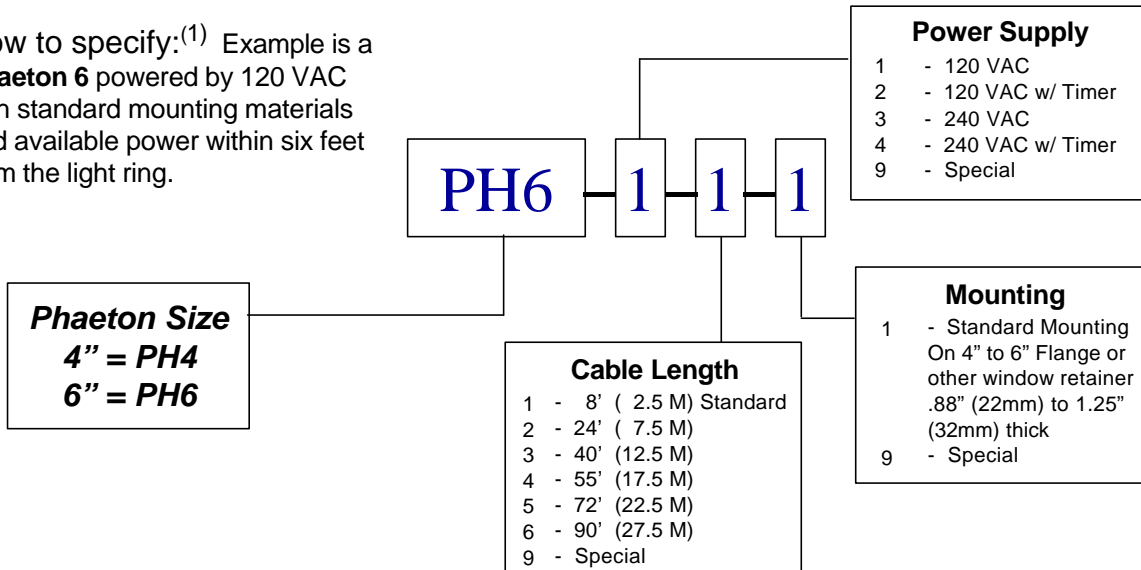 ow to specify:(1) Example is a
aeton 6 powered by 120 VAC
n standard mounting materials
d available power within six feet
m the light ring.
PH6 1 1 1
Power Supply
1 - 120 VAC
2 - 120 VAC w/ Timer
3 - 240 VAC
4 - 240 VAC w/ Timer
9 - Special
Phaeton Size
4” = PH4
6” = PH6
Cable Length
1 - 8’ ( 2.5 M) Standard
2 - 24’ ( 7.5 M)
3 - 40’ (12.5 M)
4 - 55’ (17.5 M)
5 - 72’ (22.5 M)
6 - 90’ (27.5 M)
9 - Special
Mounting
1 - Standard Mounting
On 4” to 6” Flange or
other window retainer
.88” (22mm) to 1.25”
(32mm) thick
9 - Special